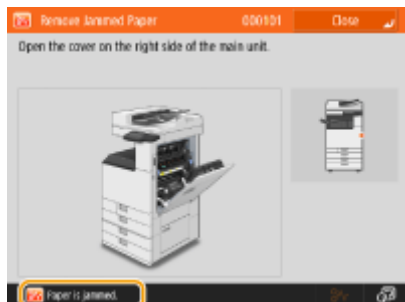 Remove Jammed Paper 000101 Close
Open the cover on the right side of the main unit.
Paper is jammed.